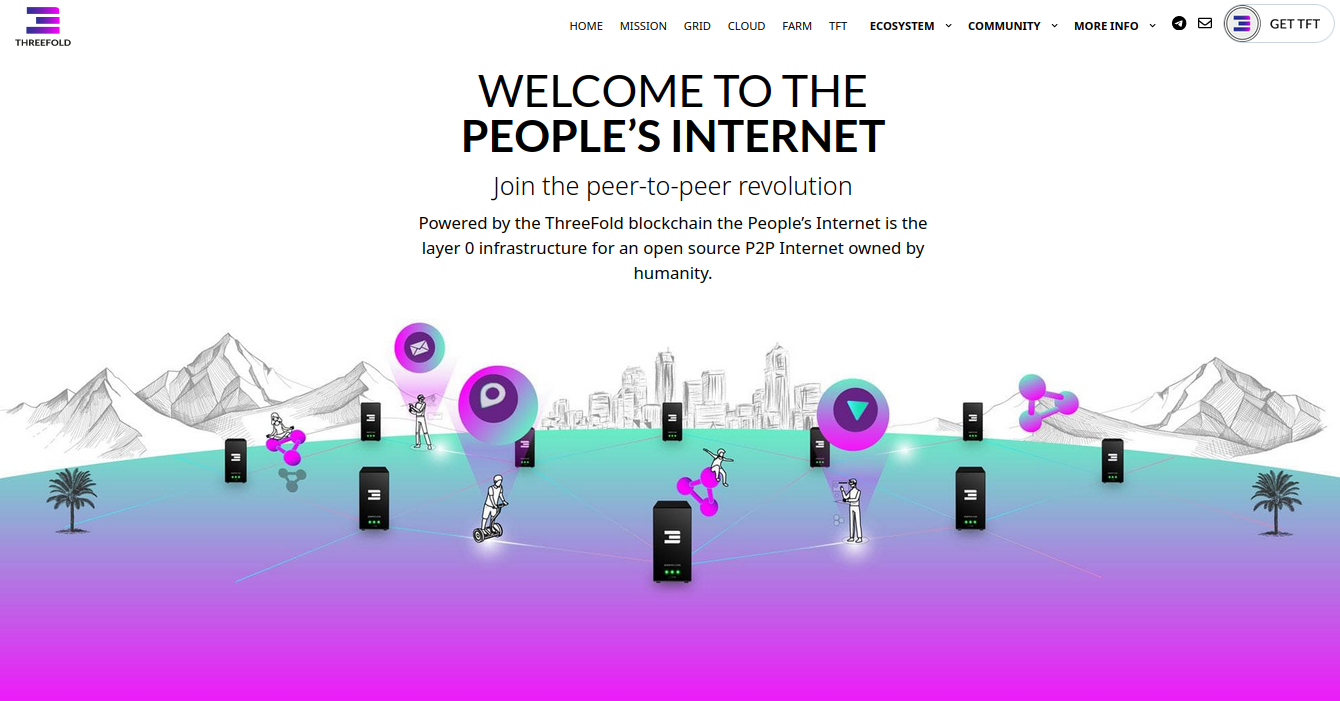 THREEFOLD
HOME MISSION GRID CLOUD FARM TFT ECOSYSTEM COMMUNITY MORE INFO GET TFT
WELCOME TO THE
PEOPLE’S INTERNET
Join the peer-to-peer revolution
Powered by the ThreeFold blockchain the People’s Internet is the
layer 0 infrastructure for an open source P2P Internet owned by
humanity.